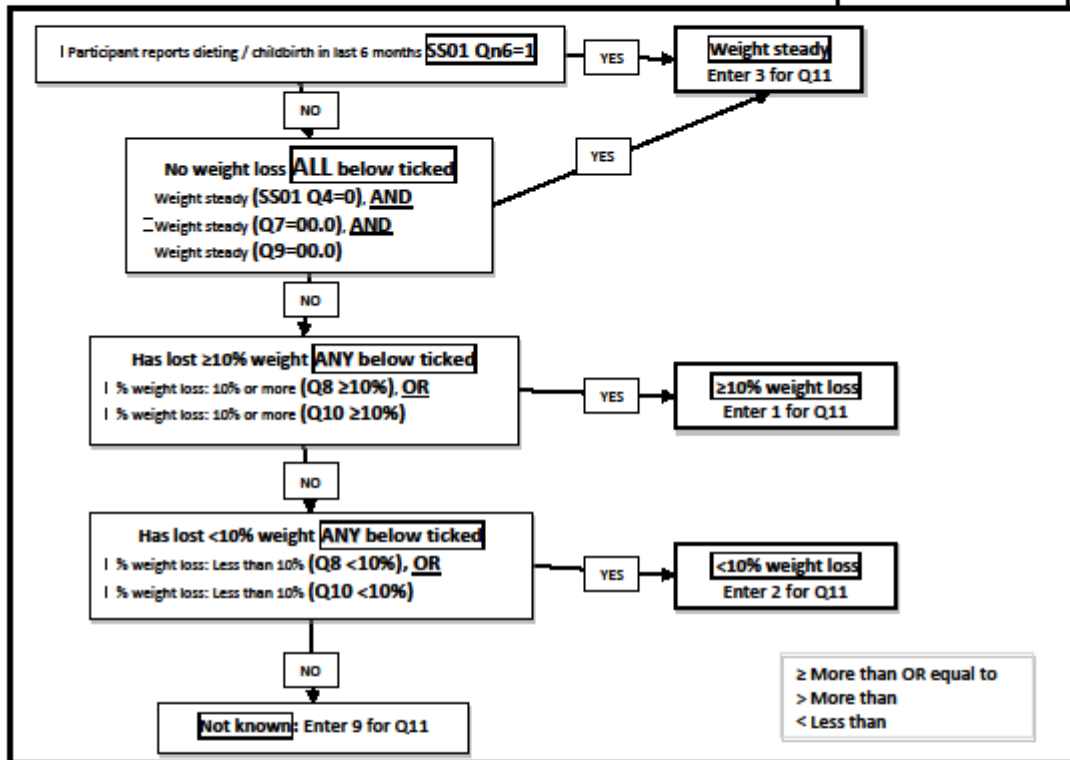 Participant reports dieting / childbirth in last 6 months SS01 Qn6=1
YES
Weight steady
Enter 3 for Q11
NO
No weight loss ALL below ticked
Weight steady (SS01 Q4=0), AND
Weight steady (Q7=00.0), AND
Weight steady (Q9=00.0)
YES
NO
Has lost ≥10% weight ANY below ticked
% weight loss: 10% or more (Q8 ≥10%), OR
% weight loss: 10% or more (Q10 ≥10%)
YES
≥10% weight loss
Enter 1 for Q11
NO
Has lost <10% weight ANY below ticked
% weight loss: Less than 10% (Q8 <10%), OR
% weight loss: Less than 10% (Q10 <10%)
YES
<10% weight loss
Enter 2 for Q11
NO
Not known: Enter 9 for Q11
≥ More than OR equal to
> More than
< Less than